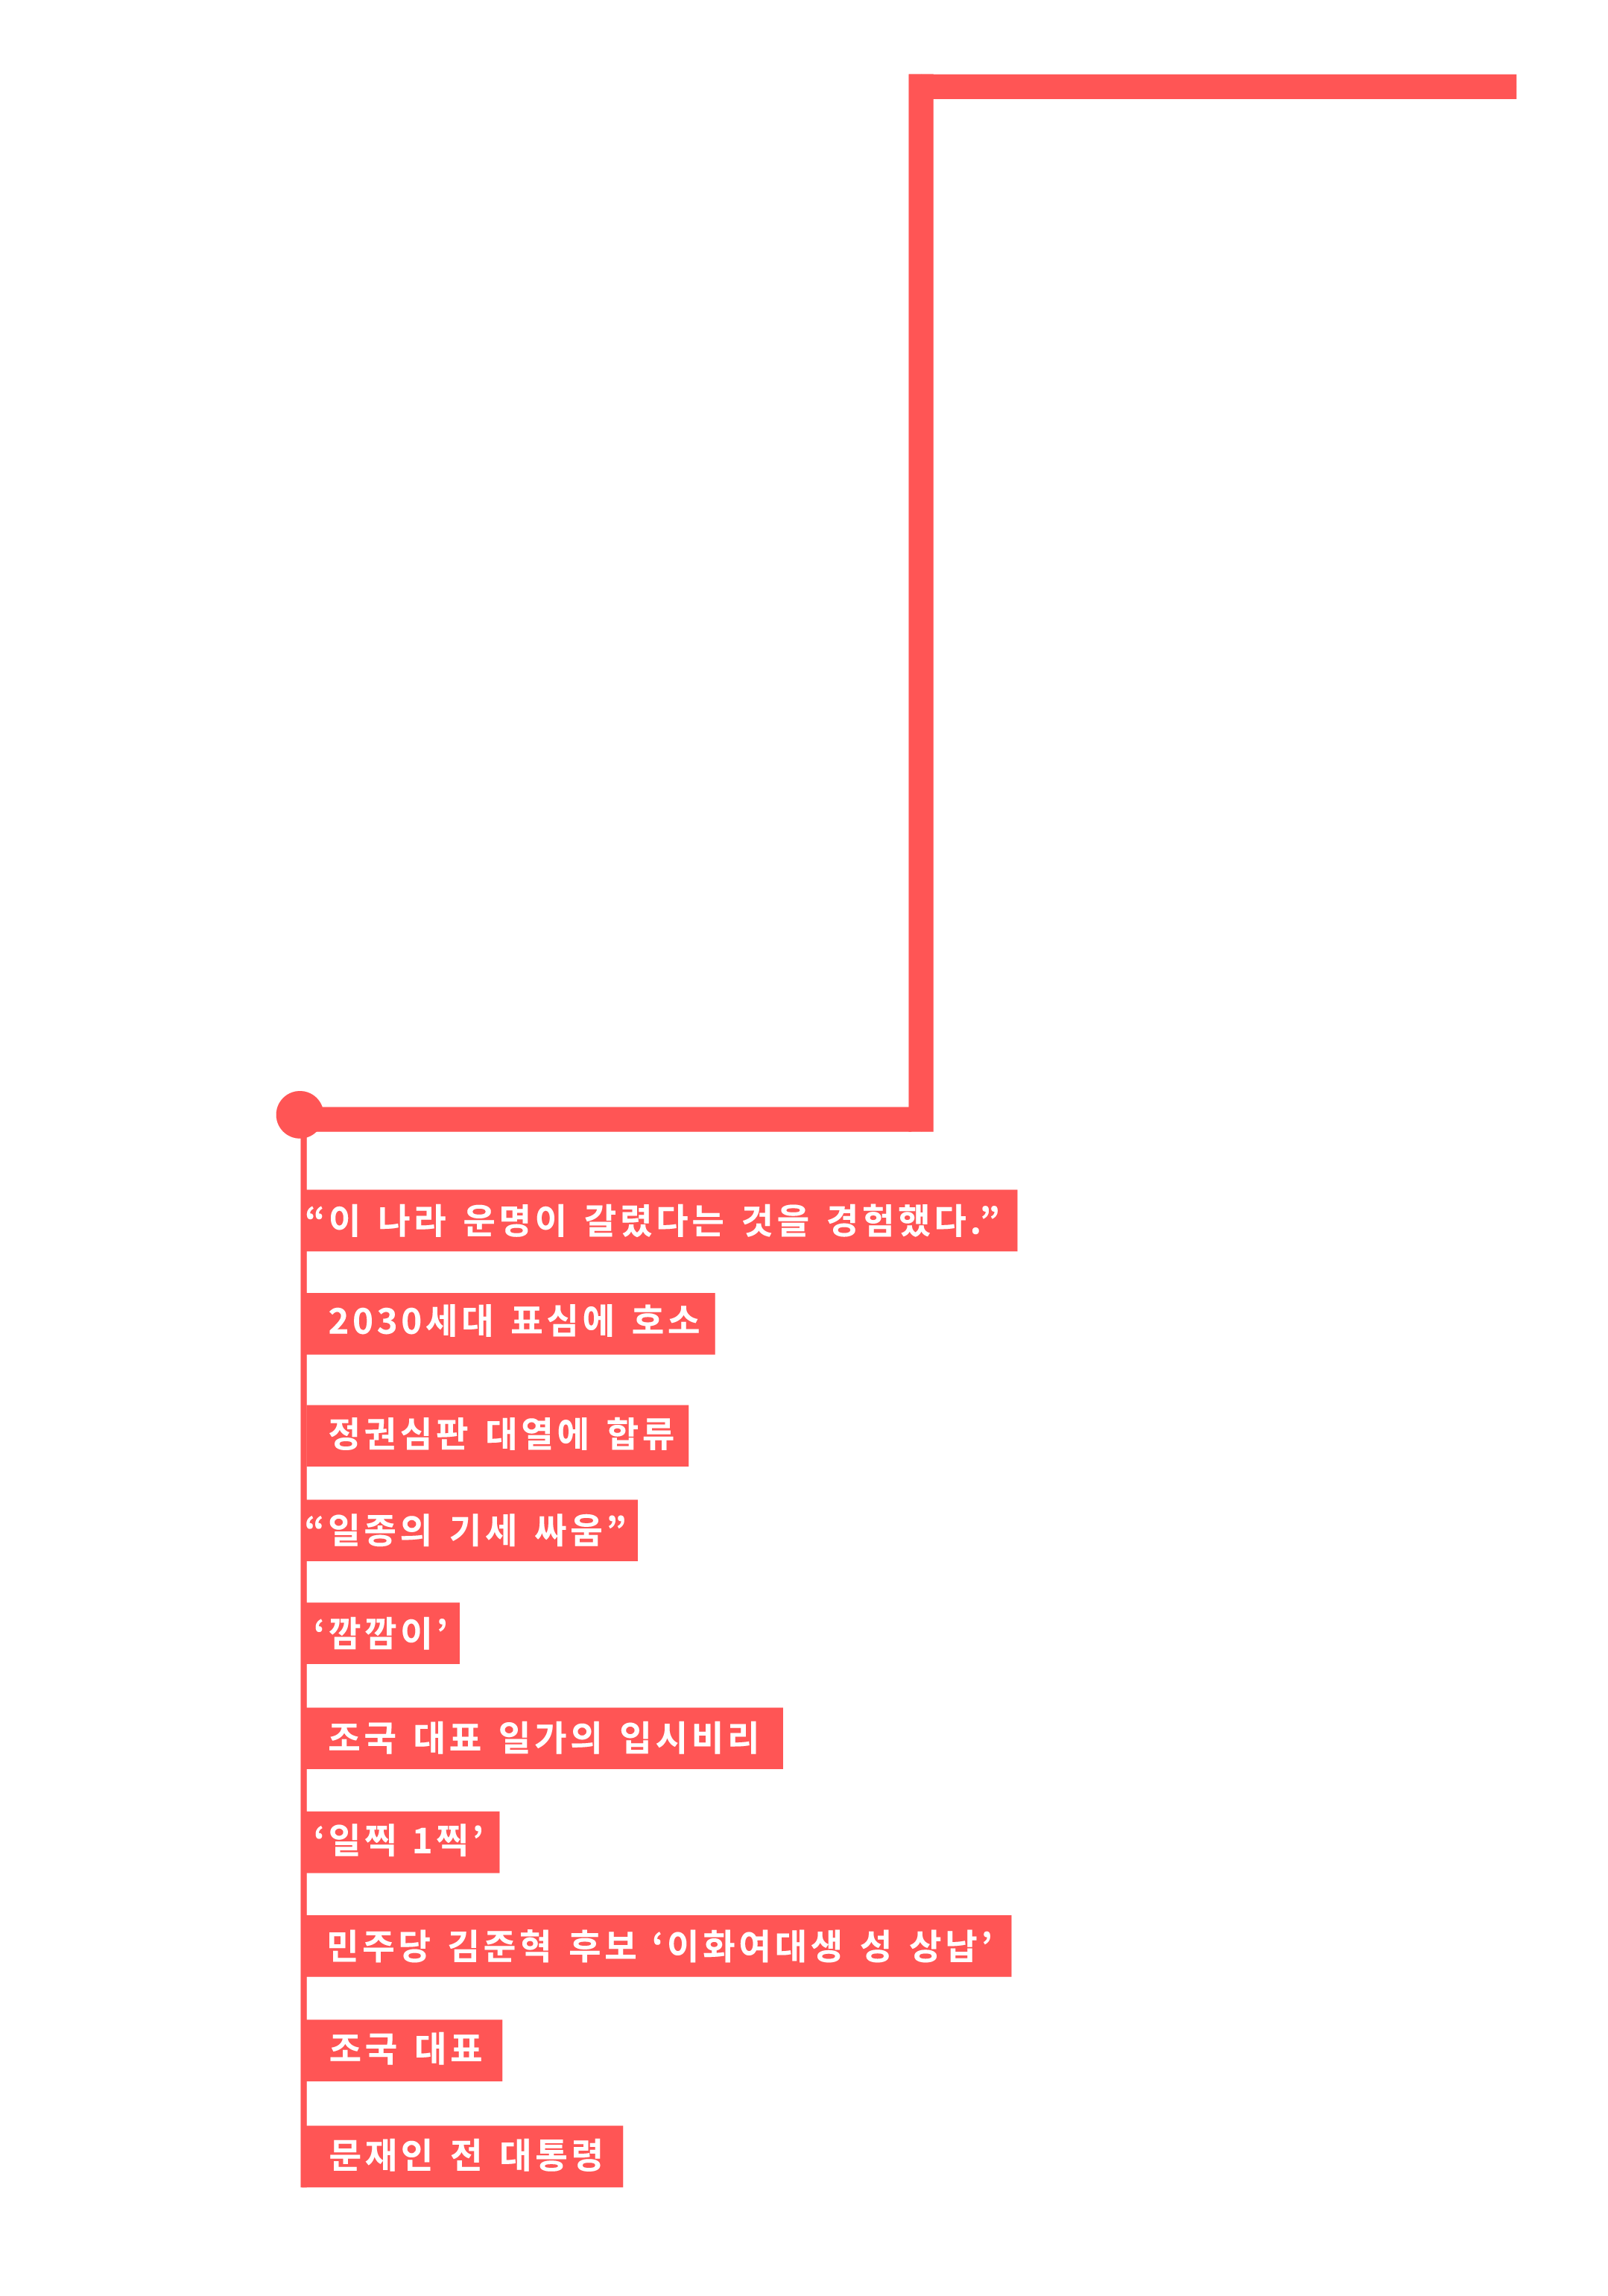 “이 나라 운명이 갈렸다는 것을 경험했다.”
2030세대 표심에 호소
정권심판 대열에 합류
“일종의 기세 싸움”
‘깜깜이’
조국 대표 일가의 입시비리
‘일찍 1찍’
민주당 김준혁 후보 ‘이화여대생 성 상납’
조국 대표
문재인 전 대통령